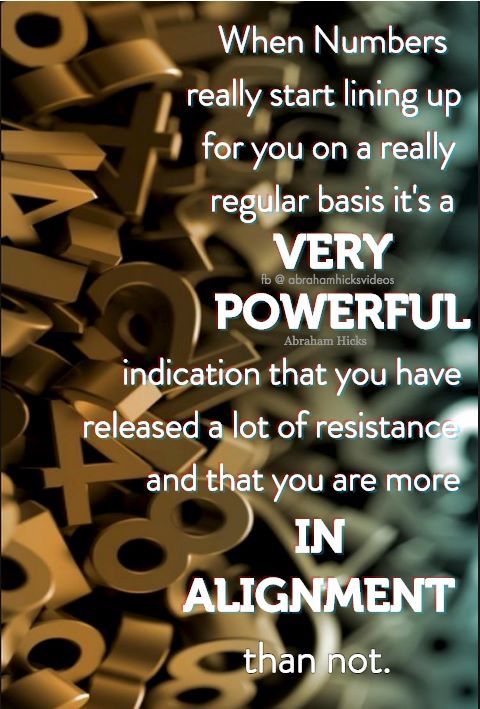 When Numbers
really start lining up
for you on a really
regular basis it's a
VERY
fb @ abrahamhicksvideos
POWERFUL
Abraham Hicks
indication that you have
released a lot of resistance
and that you are more
IN
ALIGNMENT
than not.